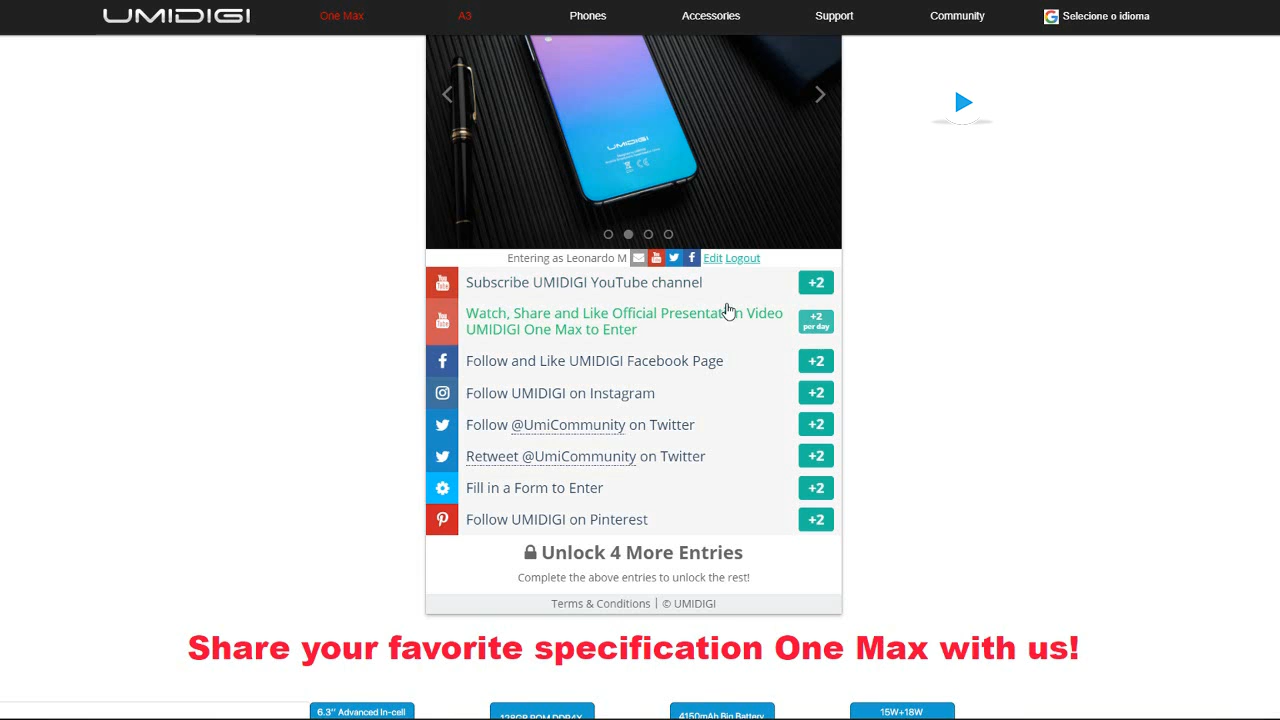 UMIDIGI
One Max
A3
Phones
Accessories
Support
Community
Selecione o idioma
UMIDIGI
Entering as Leonardo M
Edit Logout
Subscribe UMIDIGI YouTube channel
+2
Watch, Share and Like Official Presentation Video
UMIDIGI One Max to Enter
+2
per day
Follow and Like UMIDIGI Facebook Page
+2
Follow UMIDIGI on Instagram
+2
Follow @UmiCommunity on Twitter
+2
Retweet @UmiCommunity on Twitter
+2
Fill in a Form to Enter
+2
Follow UMIDIGI on Pinterest
+2
Unlock 4 More Entries
Complete the above entries to unlock the rest!
Terms & Conditions | © UMIDIGI
Share your favorite specification One Max with us!
6.3’’ Advanced In-cell
128GB ROM DDR4X
4150mAh Big Battery
15W+18W